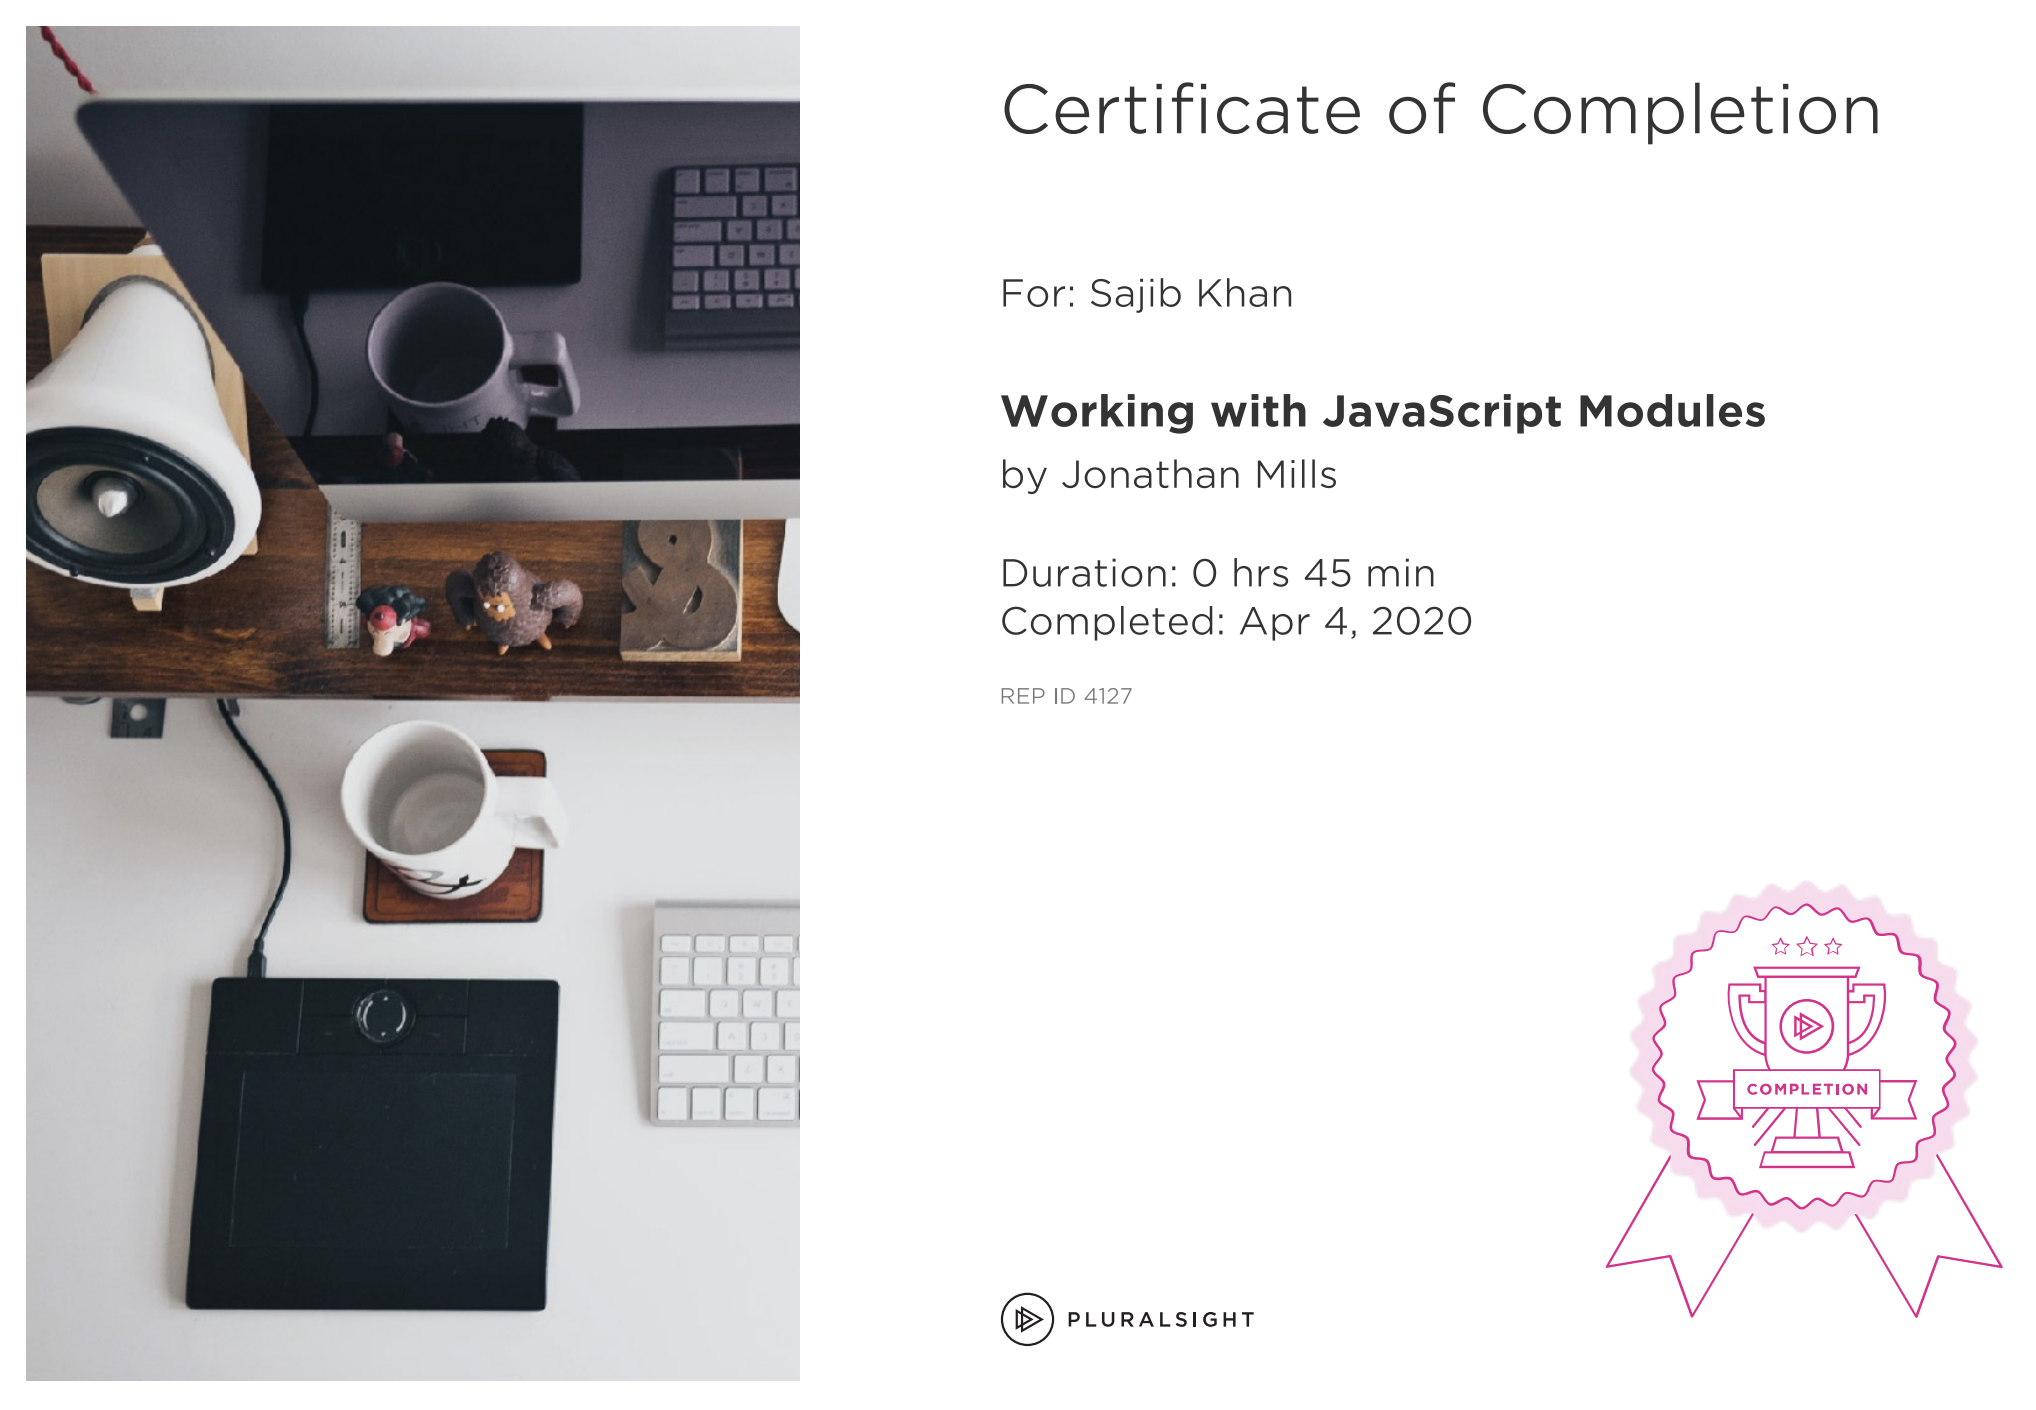 Certificate of Completion
For: Sajib Khan
Working with JavaScript Modules
by Jonathan Mills
Duration: 0 hrs 45 min
Completed: Apr 4, 2020
REP ID 4127
COMPLETION
PLURALSIGHT